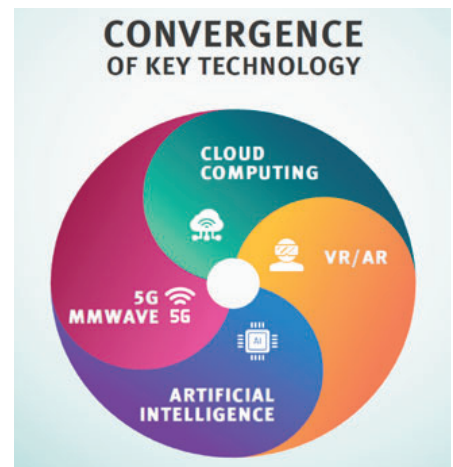 CONVERGENCE
OF KEY TECHNOLOGY
CLOUD
COMPUTING
VR/AR
5G
MMWAVE 5G
AI
ARTIFICIAL
INTELLIGENCE